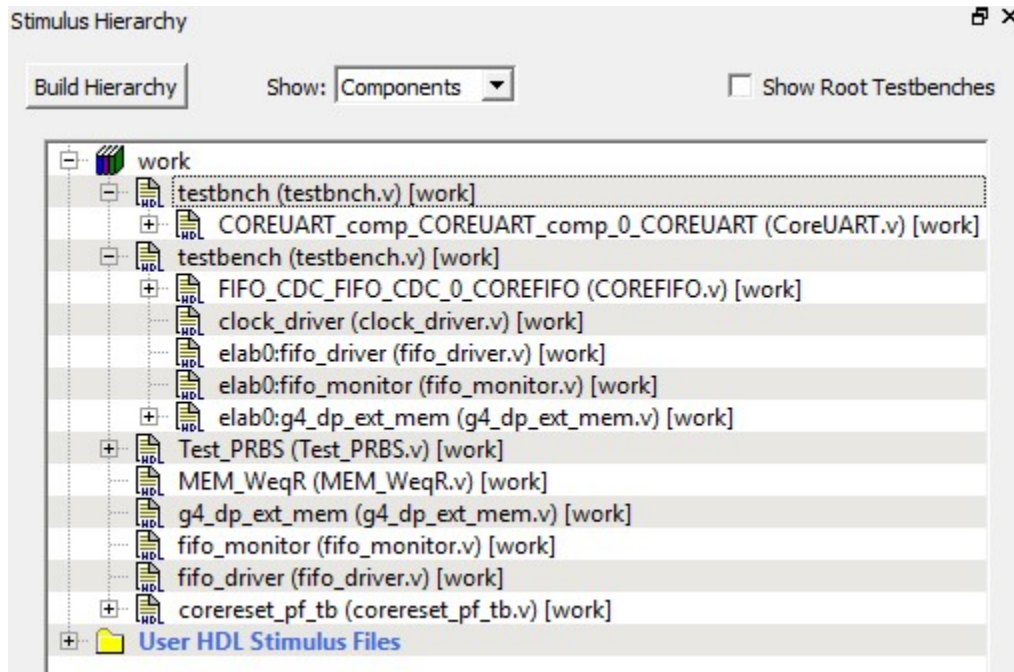 Stimulus Hierarchy
Build Hierarchy Show: Components Show Root Testbenches
work
testbnch (testbnch.v) [work]
COREUART_comp_COREUART_comp_0_COREUART (CoreUART.v) [work]
testbench (testbench.v) [work]
FIFO_CDC_FIFO_CDC_0_COREFIFO (COREFIFO.v) [work]
clock_driver (clock_driver.v) [work]
elab0:fifo_driver (fifo_driver.v) [work]
elab0:fifo_monitor (fifo_monitor.v) [work]
elab0:g4_dp_ext_mem (g4_dp_ext_mem.v) [work]
Test_PRBS (Test_PRBS.v) [work]
MEM_WeqR (MEM_WeqR.v) [work]
g4_dp_ext_mem (g4_dp_ext_mem.v) [work]
fifo_monitor (fifo_monitor.v) [work]
fifo_driver (fifo_driver.v) [work]
corereset_pf_tb (corereset_pf_tb.v) [work]
User HDL Stimulus Files